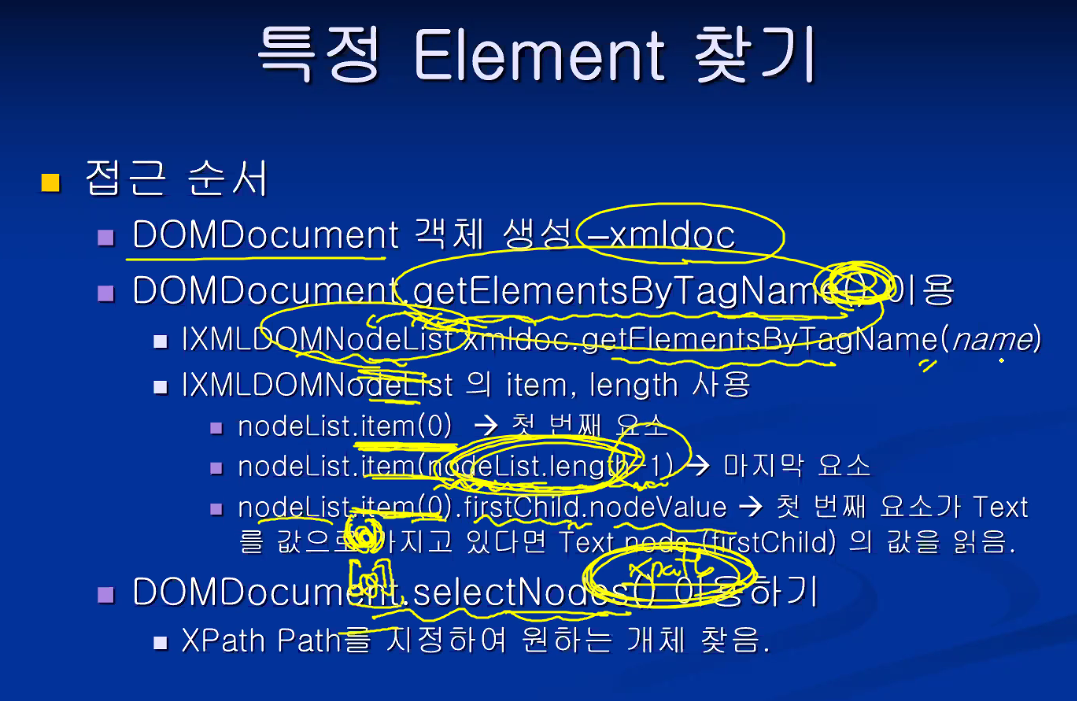 특정 Element 찾기
접근 순서
DOMDocument 객체 생성 –xmldoc
DOMDocument.getElementsByTagName() 이용
IXMLDOMNodeList xmldoc.getElementsByTagName(name)
IXMLDOMNodeList 의 item, length 사용
nodeList.item(0) → 첫 번째 요소
nodeList.item(nodeList.length-1) → 마지막 요소
nodeList.item(0).firstChild.nodeValue → 첫 번째 요소가 Text
를 값으로 가지고 있다면 Text node (firstChild) 의 값을 읽음.
xpath
DOMDocument.selectNodes() 이용하기
XPath Path를 지정하여 원하는 개체 찾음.